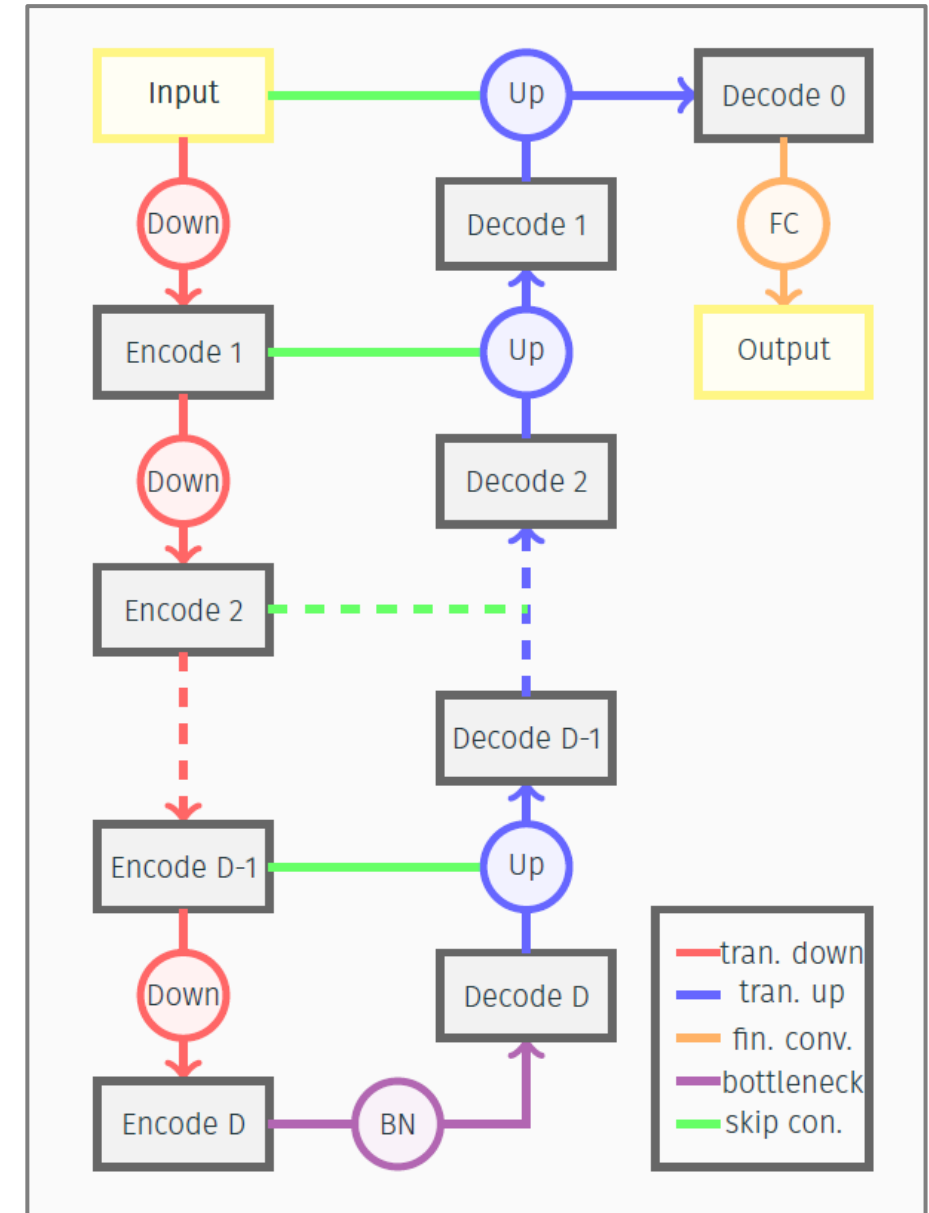 Input
Up
Decode 0
Down
Decode 1
FC
Encode 1
Up
Output
Down
Decode 2
Encode 2
Decode D-1
Encode D-1
Up
Down
Decode D
Encode D
BN
tran. down
tran. up
fin. conv.
bottleneck
skip con.